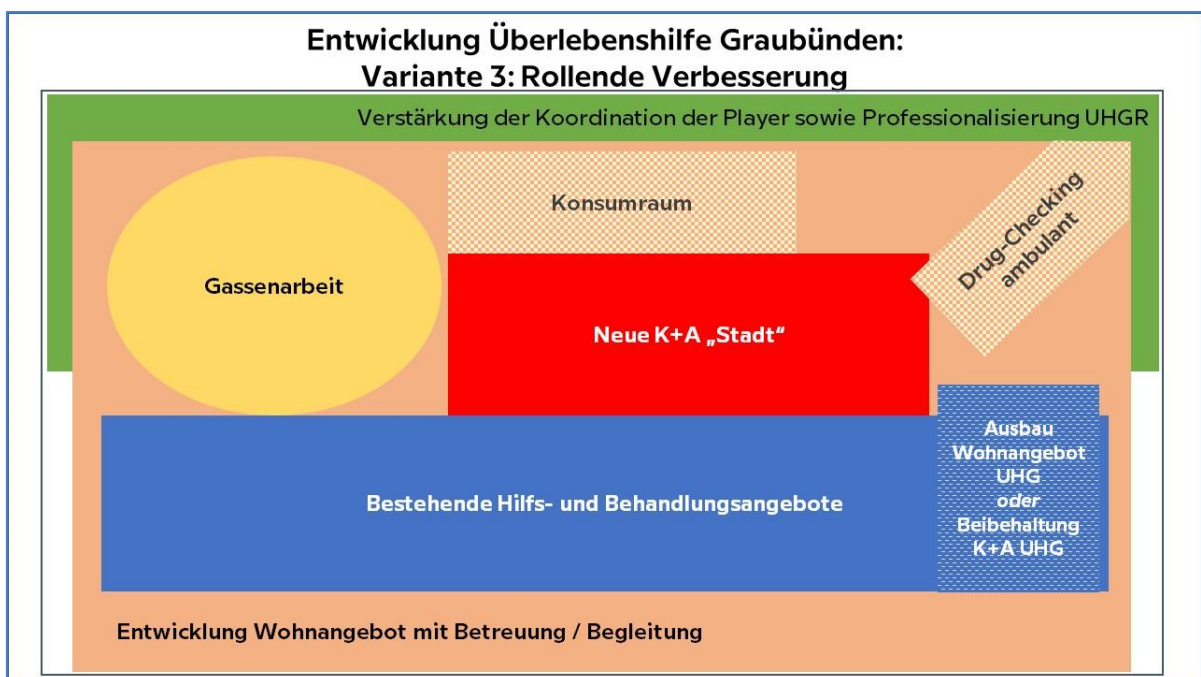 Entwicklung Überlebenshilfe Graubünden:
Variante 3: Rollende Verbesserung
Verstärkung der Koordination der Player sowie Professionalisierung UHGR
Konsumraum
Drug-Checking
ambulant
Gassenarbeit
Neue K+A „Stadt“
Ausbau
Wohnangebot
UHG
oder
Beibehaltung
K+A UHG
Bestehende Hilfs- und Behandlungsangebote
Entwicklung Wohnangebot mit Betreuung / Begleitung